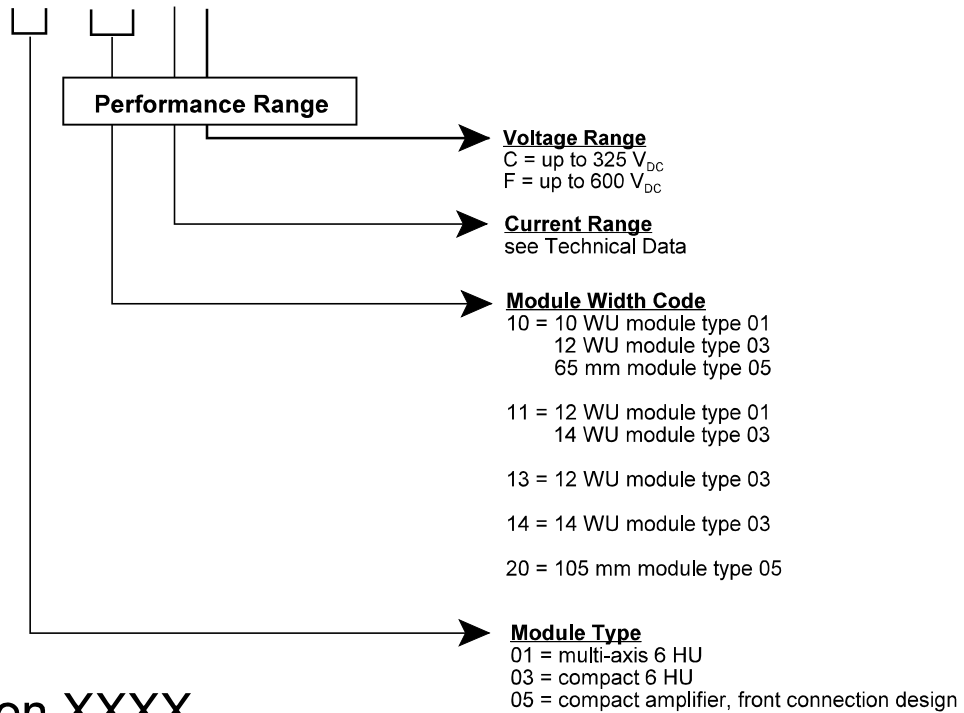 Performance Range
Voltage Range
C = up to 325 VDC
F = up to 600 VDC
Current Range
see Technical Data
Module Width Code
10 = 10 WU module type 01
12 WU module type 03
65 mm module type 05
11 = 12 WU module type 01
14 WU module type 03
13 = 12 WU module type 03
14 = 14 WU module type 03
20 = 105 mm module type 05
Module Type
01 = multi-axis 6 HU
03 = compact 6 HU
05 = compact amplifier, front connection design
XXXX